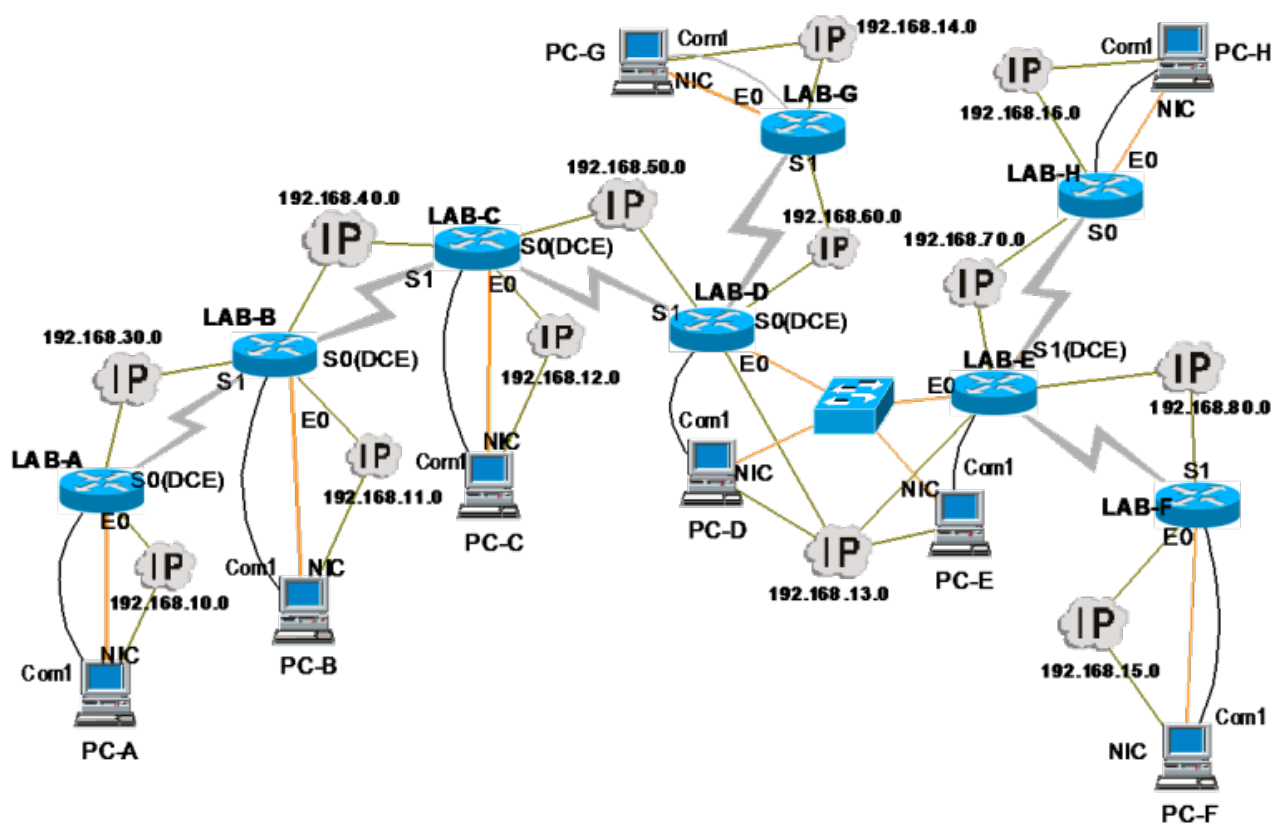 Com1
IP
192.168.14.0
PC-G
NIC
E0
LAB-G
S1
Com1
PC-H
IP
NIC
192.168.16.0
E0
LAB-H
S0
192.168.50.0
IP
192.168.60.0
IP
192.168.40.0
IP
LAB-C
S0(DCE)
S1
E0
192.168.70.0
IP
LAB-D
S1
S0(DCE)
E0
LAB-B
S0(DCE)
S1
E0
IP
192.168.12.0
LAB-E
S1(DCE)
E0
IP
192.168.80.0
192.168.30.0
IP
LAB-A
S0(DCE)
E0
IP
192.168.11.0
NIC
Com1
PC-C
Com1
NIC
PC-D
Com1
NIC
PC-E
IP
192.168.13.0
S1
LAB-F
E0
IP
192.168.10.0
Com1
NIC
PC-B
NIC
Com1
PC-A
IP
192.168.15.0
Com1
NIC
PC-F